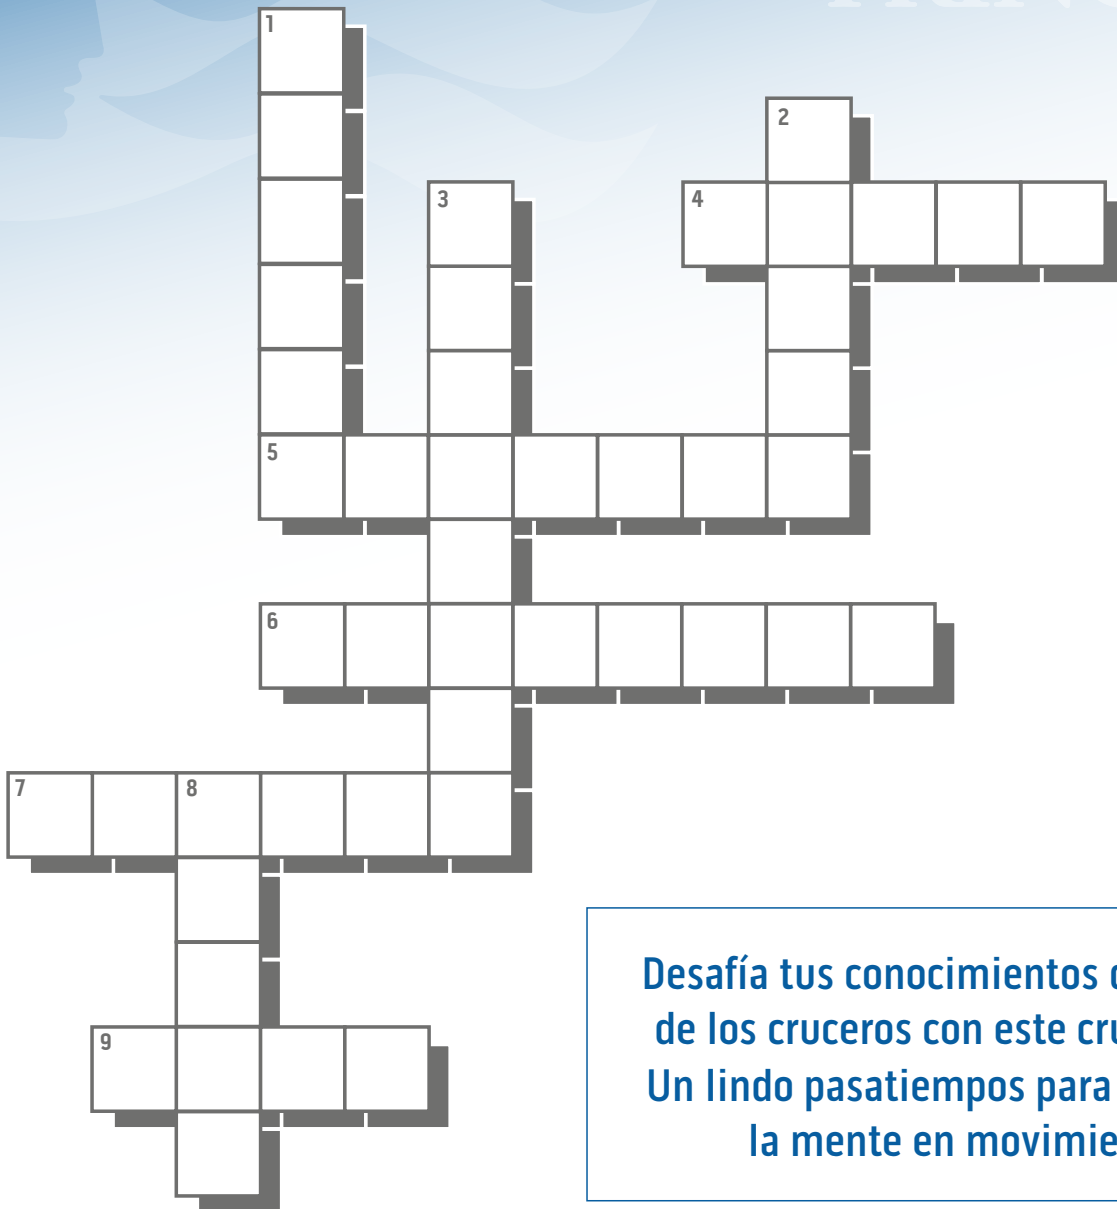 1
2
3
4
5
6
7
8
9
Desafía tus conocimientos
de los cruceros con este
Un lindo pasatiempos para
la mente en